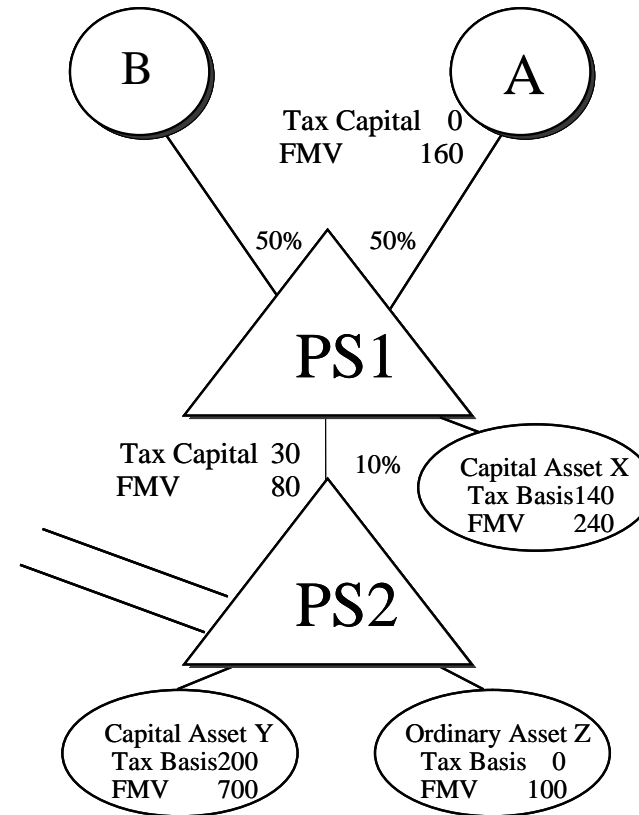 B
A
Tax Capital 0
FMV 160
50%
50%
PS1
Tax Capital 30
FMV 80
10%
Capital Asset X
Tax Basis140
FMV 240
PS2
Capital Asset Y
Tax Basis200
FMV 700
Ordinary Asset Z
Tax Basis 0
FMV 100